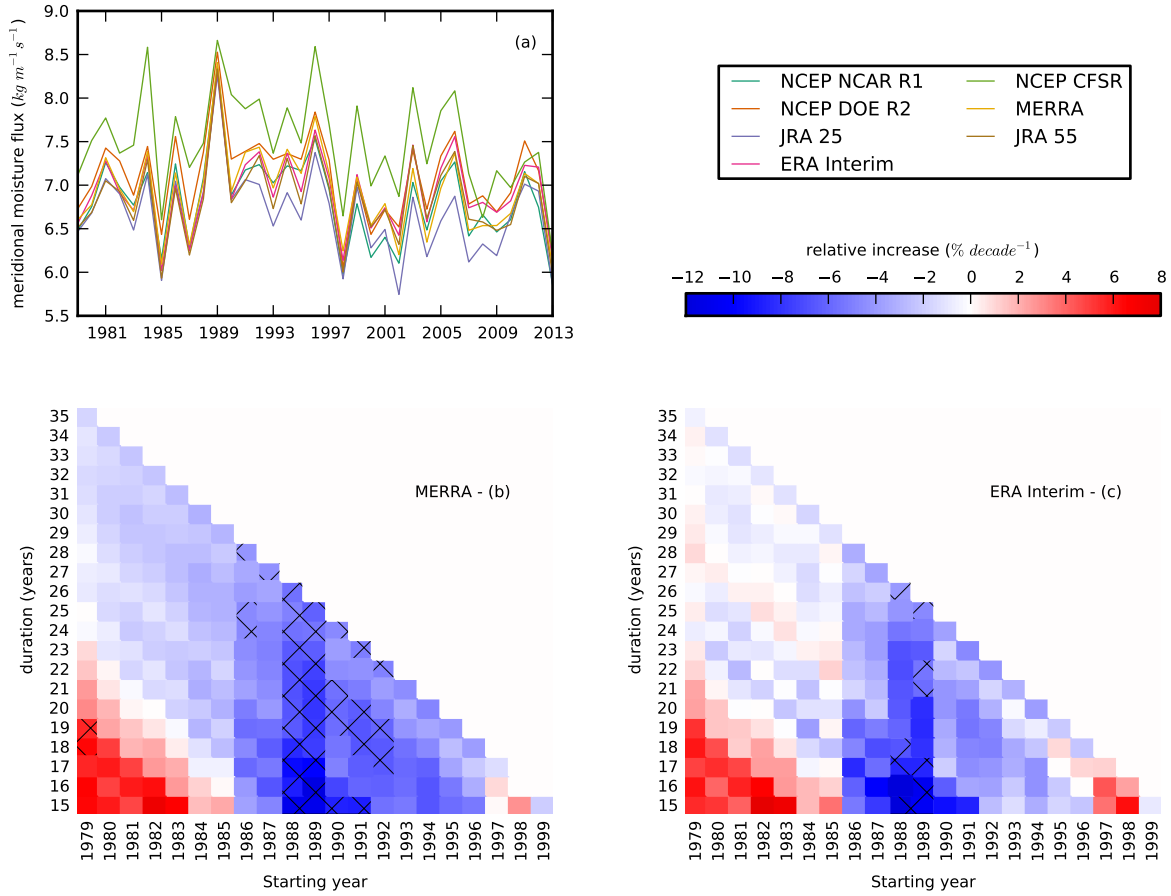 meridional moisture flux (kg m⁻¹ s⁻¹)
9.0
8.5
8.0
7.5
7.0
6.5
6.0
5.5
(a)
1981 1985 1989 1993 1997 2001 2005 2009 2013
NCEP NCAR R1 NCEP CFSR
NCEP DOE R2 MERRA
JRA 25 JRA 55
ERA Interim
relative increase (% decade⁻¹)
−12 −10 −8 −6 −4 −2 0 2 4 6 8
duration (years)
35
34
33
32
31
30
29
28
27
26
25
24
23
22
21
20
19
18
17
16
15
MERRA - (b)
1979 1980 1981 1982 1983 1984 1985 1986 1987 1988 1989 1990 1991 1992 1993 1994 1995 1996 1997 1998 1999
Starting year
duration (years)
35
34
33
32
31
30
29
28
27
26
25
24
23
22
21
20
19
18
17
16
15
ERA Interim - (c)
1979 1980 1981 1982 1983 1984 1985 1986 1987 1988 1989 1990 1991 1992 1993 1994 1995 1996 1997 1998 1999
Starting year